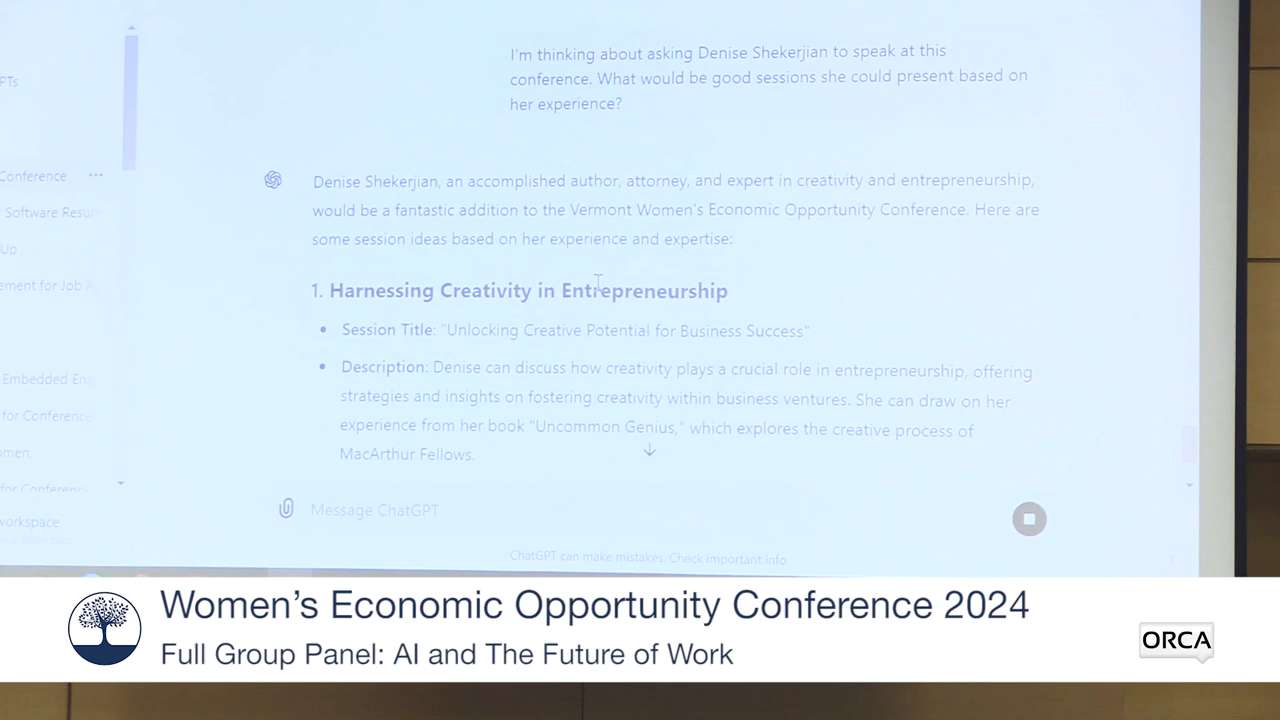 I'm thinking about asking Denise Shekerjian to speak at this
conference. What would be good sessions she could present based on
her experience?
PTs
Conference ...
Denise Shekerjian, an accomplished author, attorney, and expert in creativity and entrepreneurship,
Software Resum
would be a fantastic addition to the Vermont Women's Economic Opportunity Conference. Here are
Up
some session ideas based on her experience and expertise:
ement for Job A
1. Harnessing Creativity in Entrepreneurship
• Session Title: "Unlocking Creative Potential for Business Success"
Embedded Eng
• Description: Denise can discuss how creativity plays a crucial role in entrepreneurship, offering
strategies and insights on fostering creativity within business ventures. She can draw on her
for Conference
experience from her book "Uncommon Genius," which explores the creative process of
omen.
MacArthur Fellows.
for Conference
workspace
Message ChatGPT
ChatGPT can make mistakes. Check important info.
?
Women's Economic Opportunity Conference 2024
Full Group Panel: AI and The Future of Work
ORCA